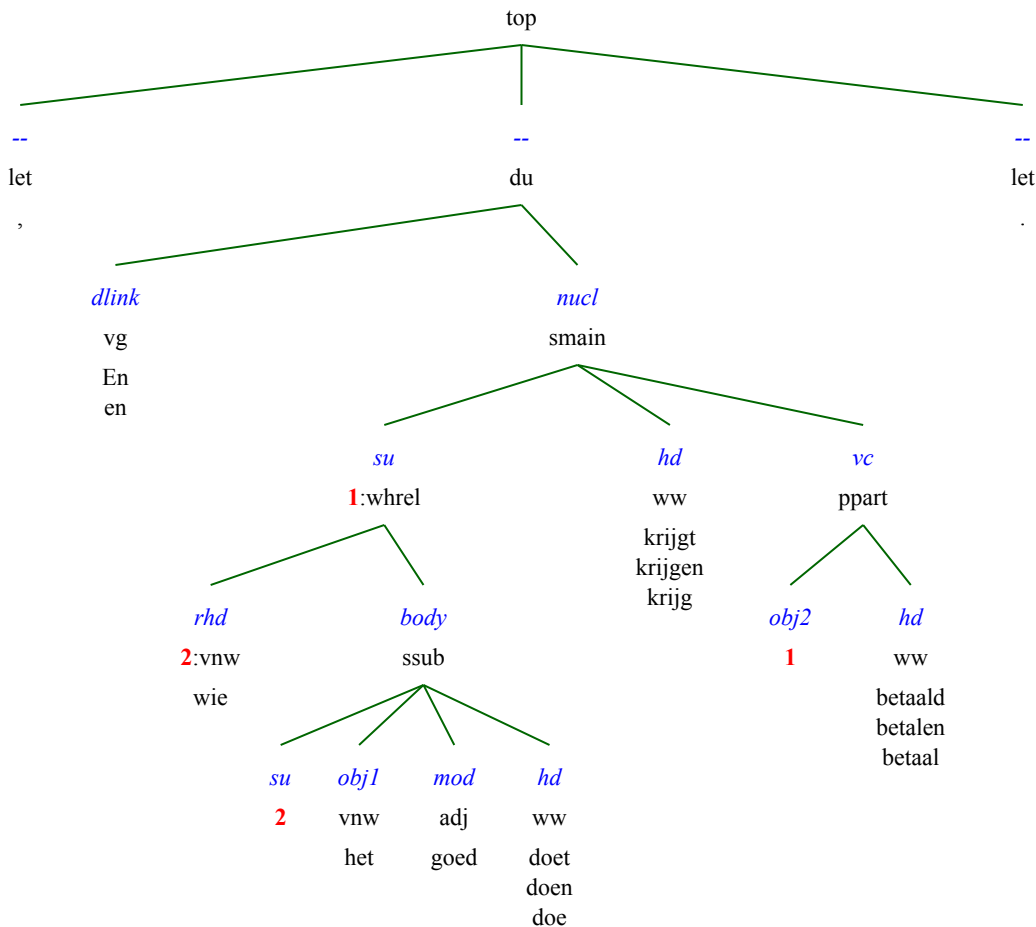 top
-- -- --
let du let
, .
dlink nucl
vg smain
En
en
su hd vc
1:whrel ww ppart
krijgt
krijgen
krijg
rhd body obj2 hd
2:vnw ssub 1 ww
wie betaald
betalen
betaal
su obj1 mod hd
2 vnw adj ww
het goed doet
doen
doe